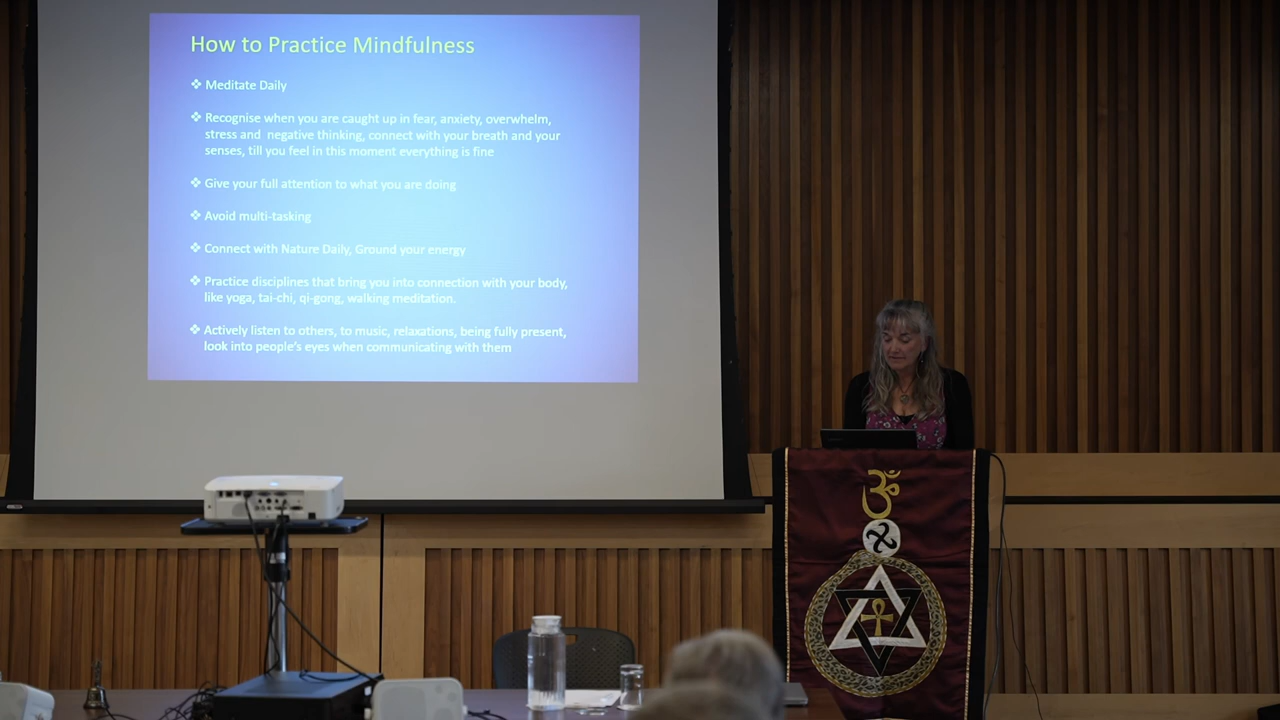 How to Practice Mindfulness
❖ Meditate Daily
❖ Recognise when you are caught up in fear, anxiety, overwhelm,
stress and negative thinking, connect with your breath and your
senses, till you feel in this moment everything is fine
❖ Give your full attention to what you are doing
❖ Avoid multi-tasking
❖ Connect with Nature Daily, Ground your energy
❖ Practice disciplines that bring you into connection with your body,
like yoga, tai-chi, qi-gong, walking meditation.
❖ Actively listen to others, to music, relaxations, being fully present,
look into people's eyes when communicating with them
ॐ